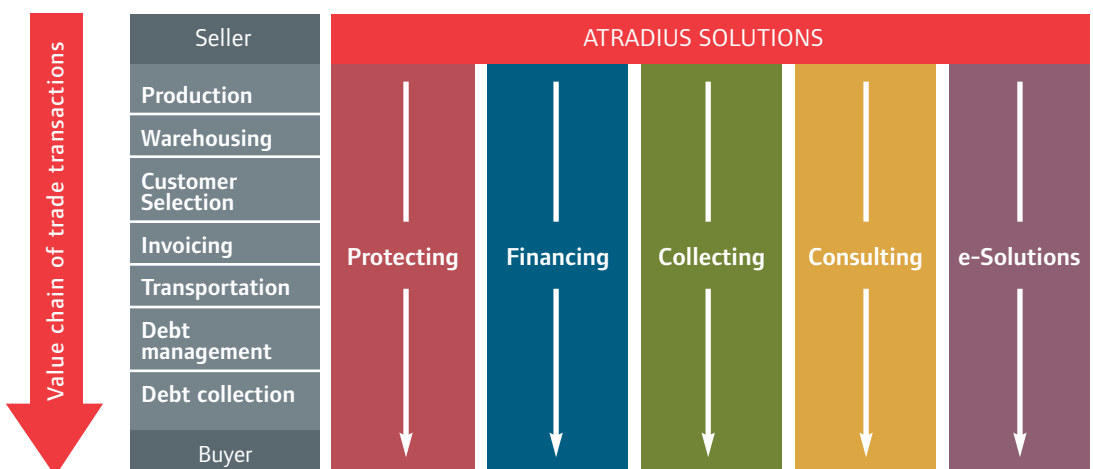 Value chain of trade transactions
Seller
ATRADIUS SOLUTIONS
Production
Warehousing
Customer
Selection
Invoicing
Transportation
Debt
management
Debt collection
Buyer
Protecting
Financing
Collecting
Consulting
e-Solutions